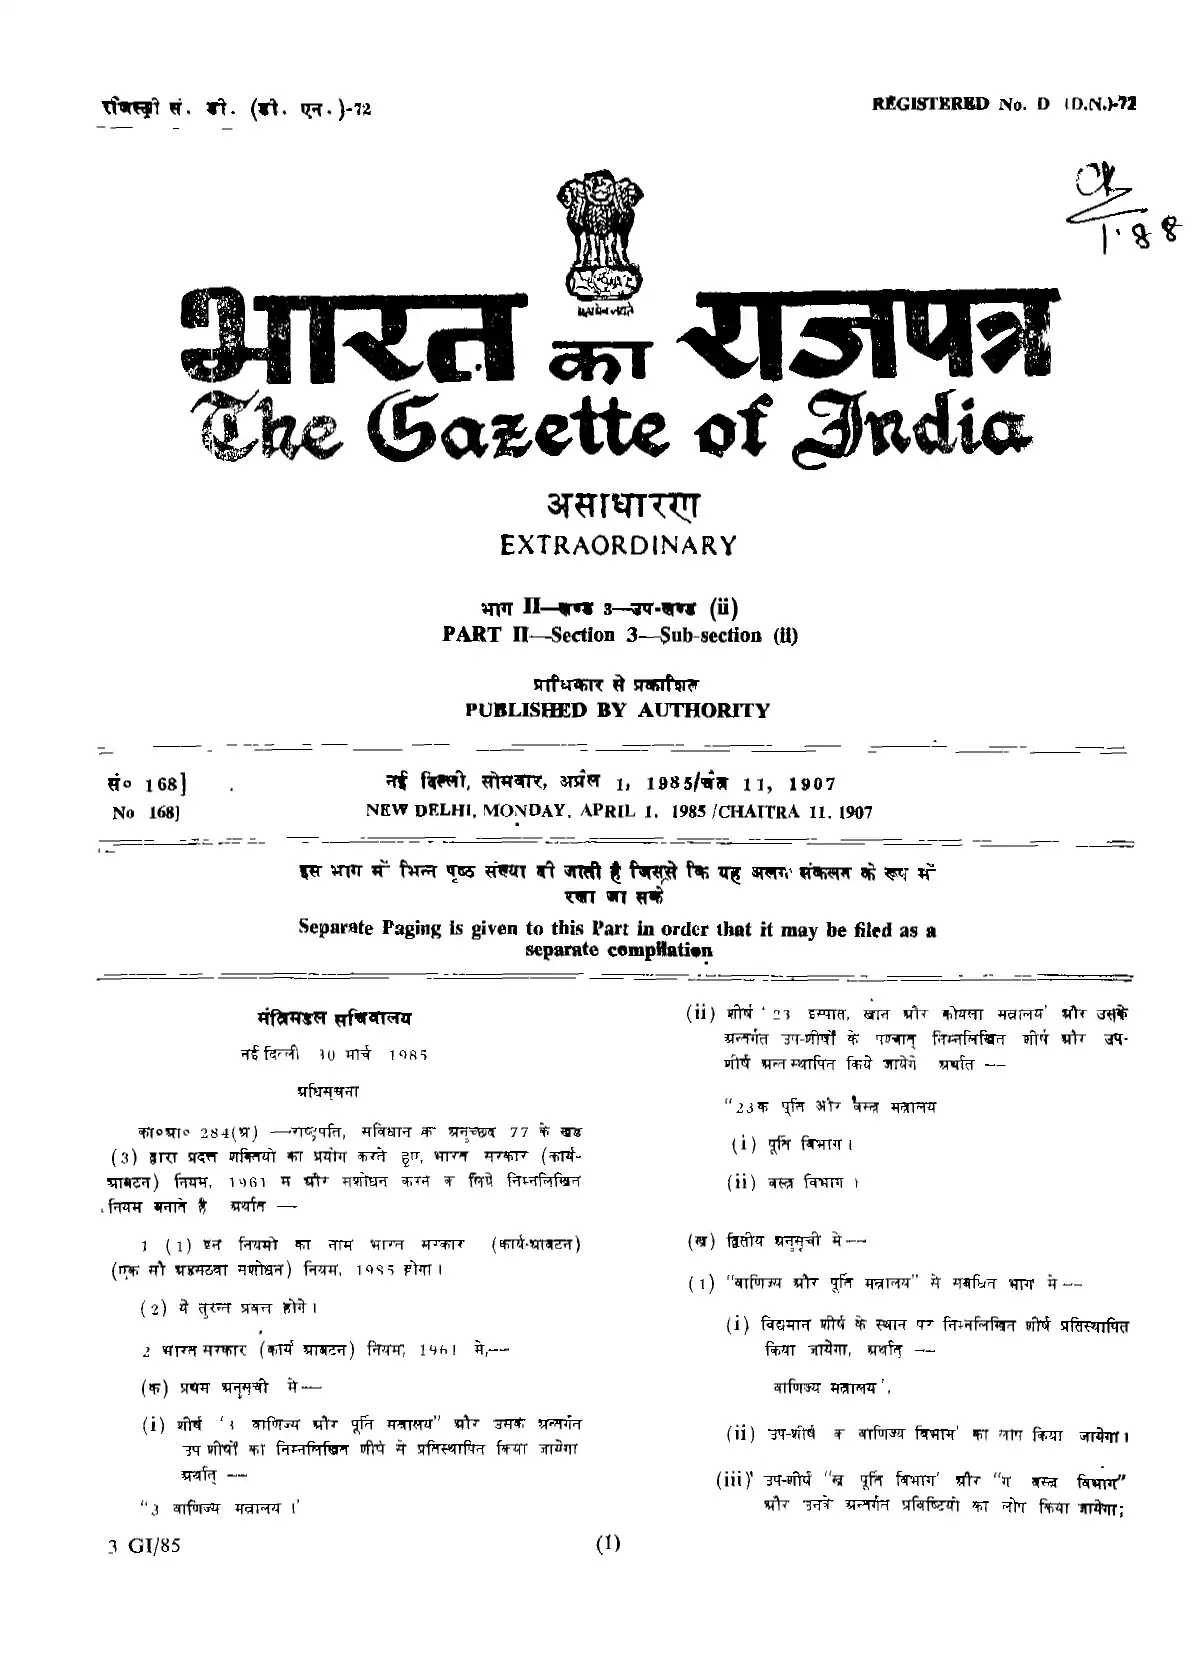 रजिस्ट्री सं. डी. (डी. एन.)-72
REGISTERED No. D (D.N.)-72
1.88
सत्यमेव जयते
भारत का राजपत्र
The Gazette of India
असाधारण
EXTRAORDINARY
भाग II—खण्ड 3—उप-खण्ड (ii)
PART II—Section 3—Sub-section (ii)
प्राधिकार से प्रकाशित
PUBLISHED BY AUTHORITY
सं० 168]
नई दिल्ली, सोमवार, अप्रैल 1, 1985/चैत्र 11, 1907
No 168]
NEW DELHI, MONDAY, APRIL 1, 1985/CHAITRA 11, 1907
इस भाग में भिन्न पृष्ठ संख्या दी जाती है जिससे कि यह अलग संकलन के रूप में
रखा जा सके
Separate Paging is given to this Part in order that it may be filed as a
separate compilation
मंत्रिमंडल सचिवालय
नई दिल्ली 30 मार्च 1985
अधिसूचना
का०आ० 284(अ) —राष्ट्रपति, संविधान के अनुच्छेद 77 के खंड
(3) द्वारा प्रदत्त शक्तियों का प्रयोग करते हुए, भारत सरकार (कार्य-
आबंटन) नियम, 1961 में और संशोधन करने के लिये निम्नलिखित
नियम बनाते हैं अर्थात —
1 (1) इन नियमों का नाम भारत सरकार (कार्य-आबंटन)
(एक सौ अड़सठवां संशोधन) नियम, 1985 होगा।
(2) ये तुरन्त प्रवृत्त होंगे।
2 भारत सरकार (कार्य आबंटन) नियम, 1961 में,—
(क) प्रथम अनुसूची में—
(i) शीर्ष '3 वाणिज्य और पूर्ति मंत्रालय" और उसके अन्तर्गत
उप शीर्षों को निम्नलिखित शीर्ष से प्रतिस्थापित किया जायेगा
अर्थात् —
"3 वाणिज्य मंत्रालय।'
(ii) शीर्ष '23 इस्पात, खान और कोयला मंत्रालय' और उसके
अन्तर्गत उप-शीर्षों के पश्चात् निम्नलिखित शीर्ष और उप-
शीर्ष अन्त स्थापित किये जायेंगे अर्थात —
"23क पूर्ति और वस्त्र मंत्रालय
(i) पूर्ति विभाग।
(ii) वस्त्र विभाग।
(ख) द्वितीय अनुसूची में—
(1) "वाणिज्य और पूर्ति मंत्रालय" से संबंधित भाग में—
(i) विद्यमान शीर्ष के स्थान पर निम्नलिखित शीर्ष प्रतिस्थापित
किया जायेगा, अर्थात् —
वाणिज्य मंत्रालय',
(ii) उप-शीर्ष क वाणिज्य विभाग' का लोप किया जायेगा।
(iii) उप-शीर्ष "ख पूर्ति विभाग' और "ग वस्त्र विभाग"
और उनके अन्तर्गत प्रविष्टियों का लोप किया जायेगा;
3 GI/85
(1)